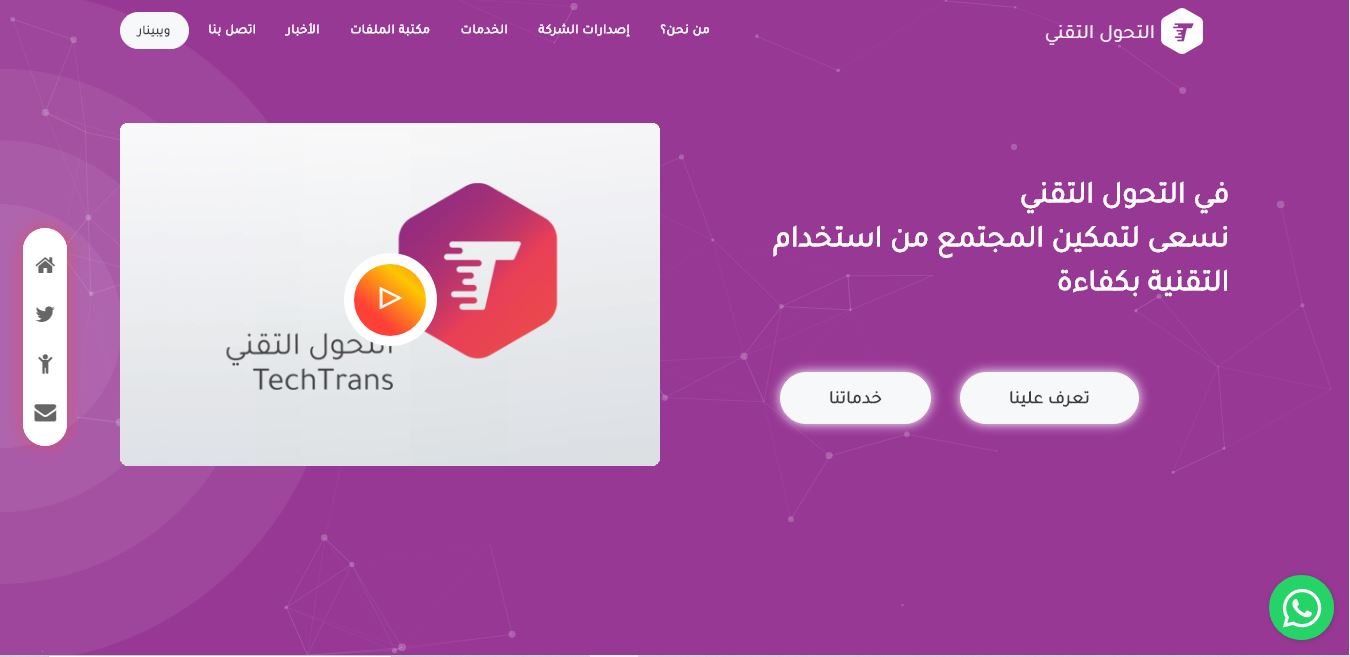 التحول التقني
من نحن؟
إصدارات الشركة
الخدمات
مكتبة الملفات
الأخبار
اتصل بنا
ويبينار
في التحول التقني
نسعى لتمكين المجتمع من استخدام
التقنية بكفاءة
تعرف علينا
خدماتنا
التحول التقني
TechTrans